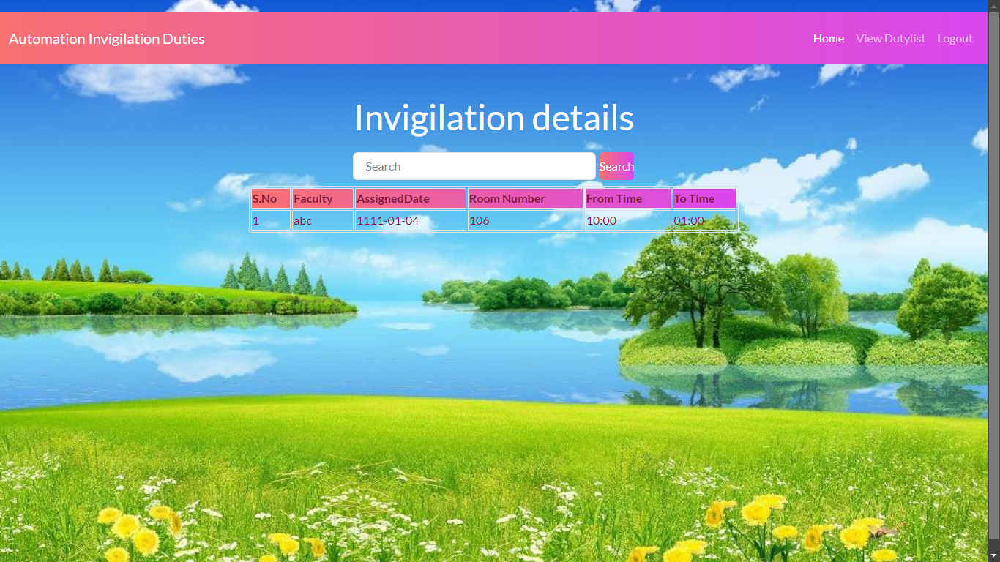 Automation Invigilation Duties Home View Dutylist Logout
Invigilation details
Search Search
S.No Faculty AssignedDate Room Number From Time To Time
1 abc 1111-01-04 106 10:00 01:00